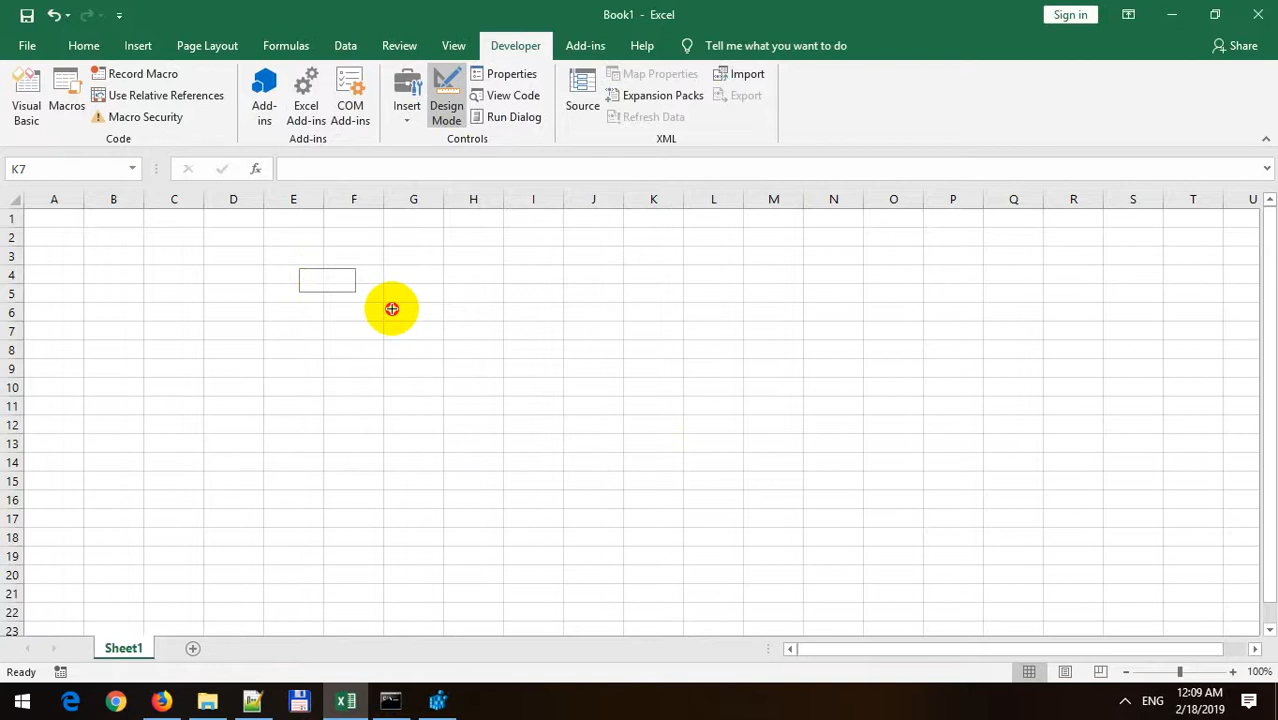 Book1 - Excel
Sign in
File Home Insert Page Layout Formulas Data Review View Developer Add-ins Help Tell me what you want to do Share
Visual Basic
Macros
Record Macro
Use Relative References
Macro Security
Code
Add-ins
Excel Add-ins
COM Add-ins
Add-ins
Insert
Design Mode
Properties
View Code
Run Dialog
Controls
Source
Map Properties
Expansion Packs
Refresh Data
Import
Export
XML
K7
fx
A B C D E F G H I J K L M N O P Q R S T U
1
2
3
4
5
6
7
8
9
10
11
12
13
14
15
16
17
18
19
20
21
22
23
Sheet1
Ready
100%
ENG
12:09 AM
2/18/2019